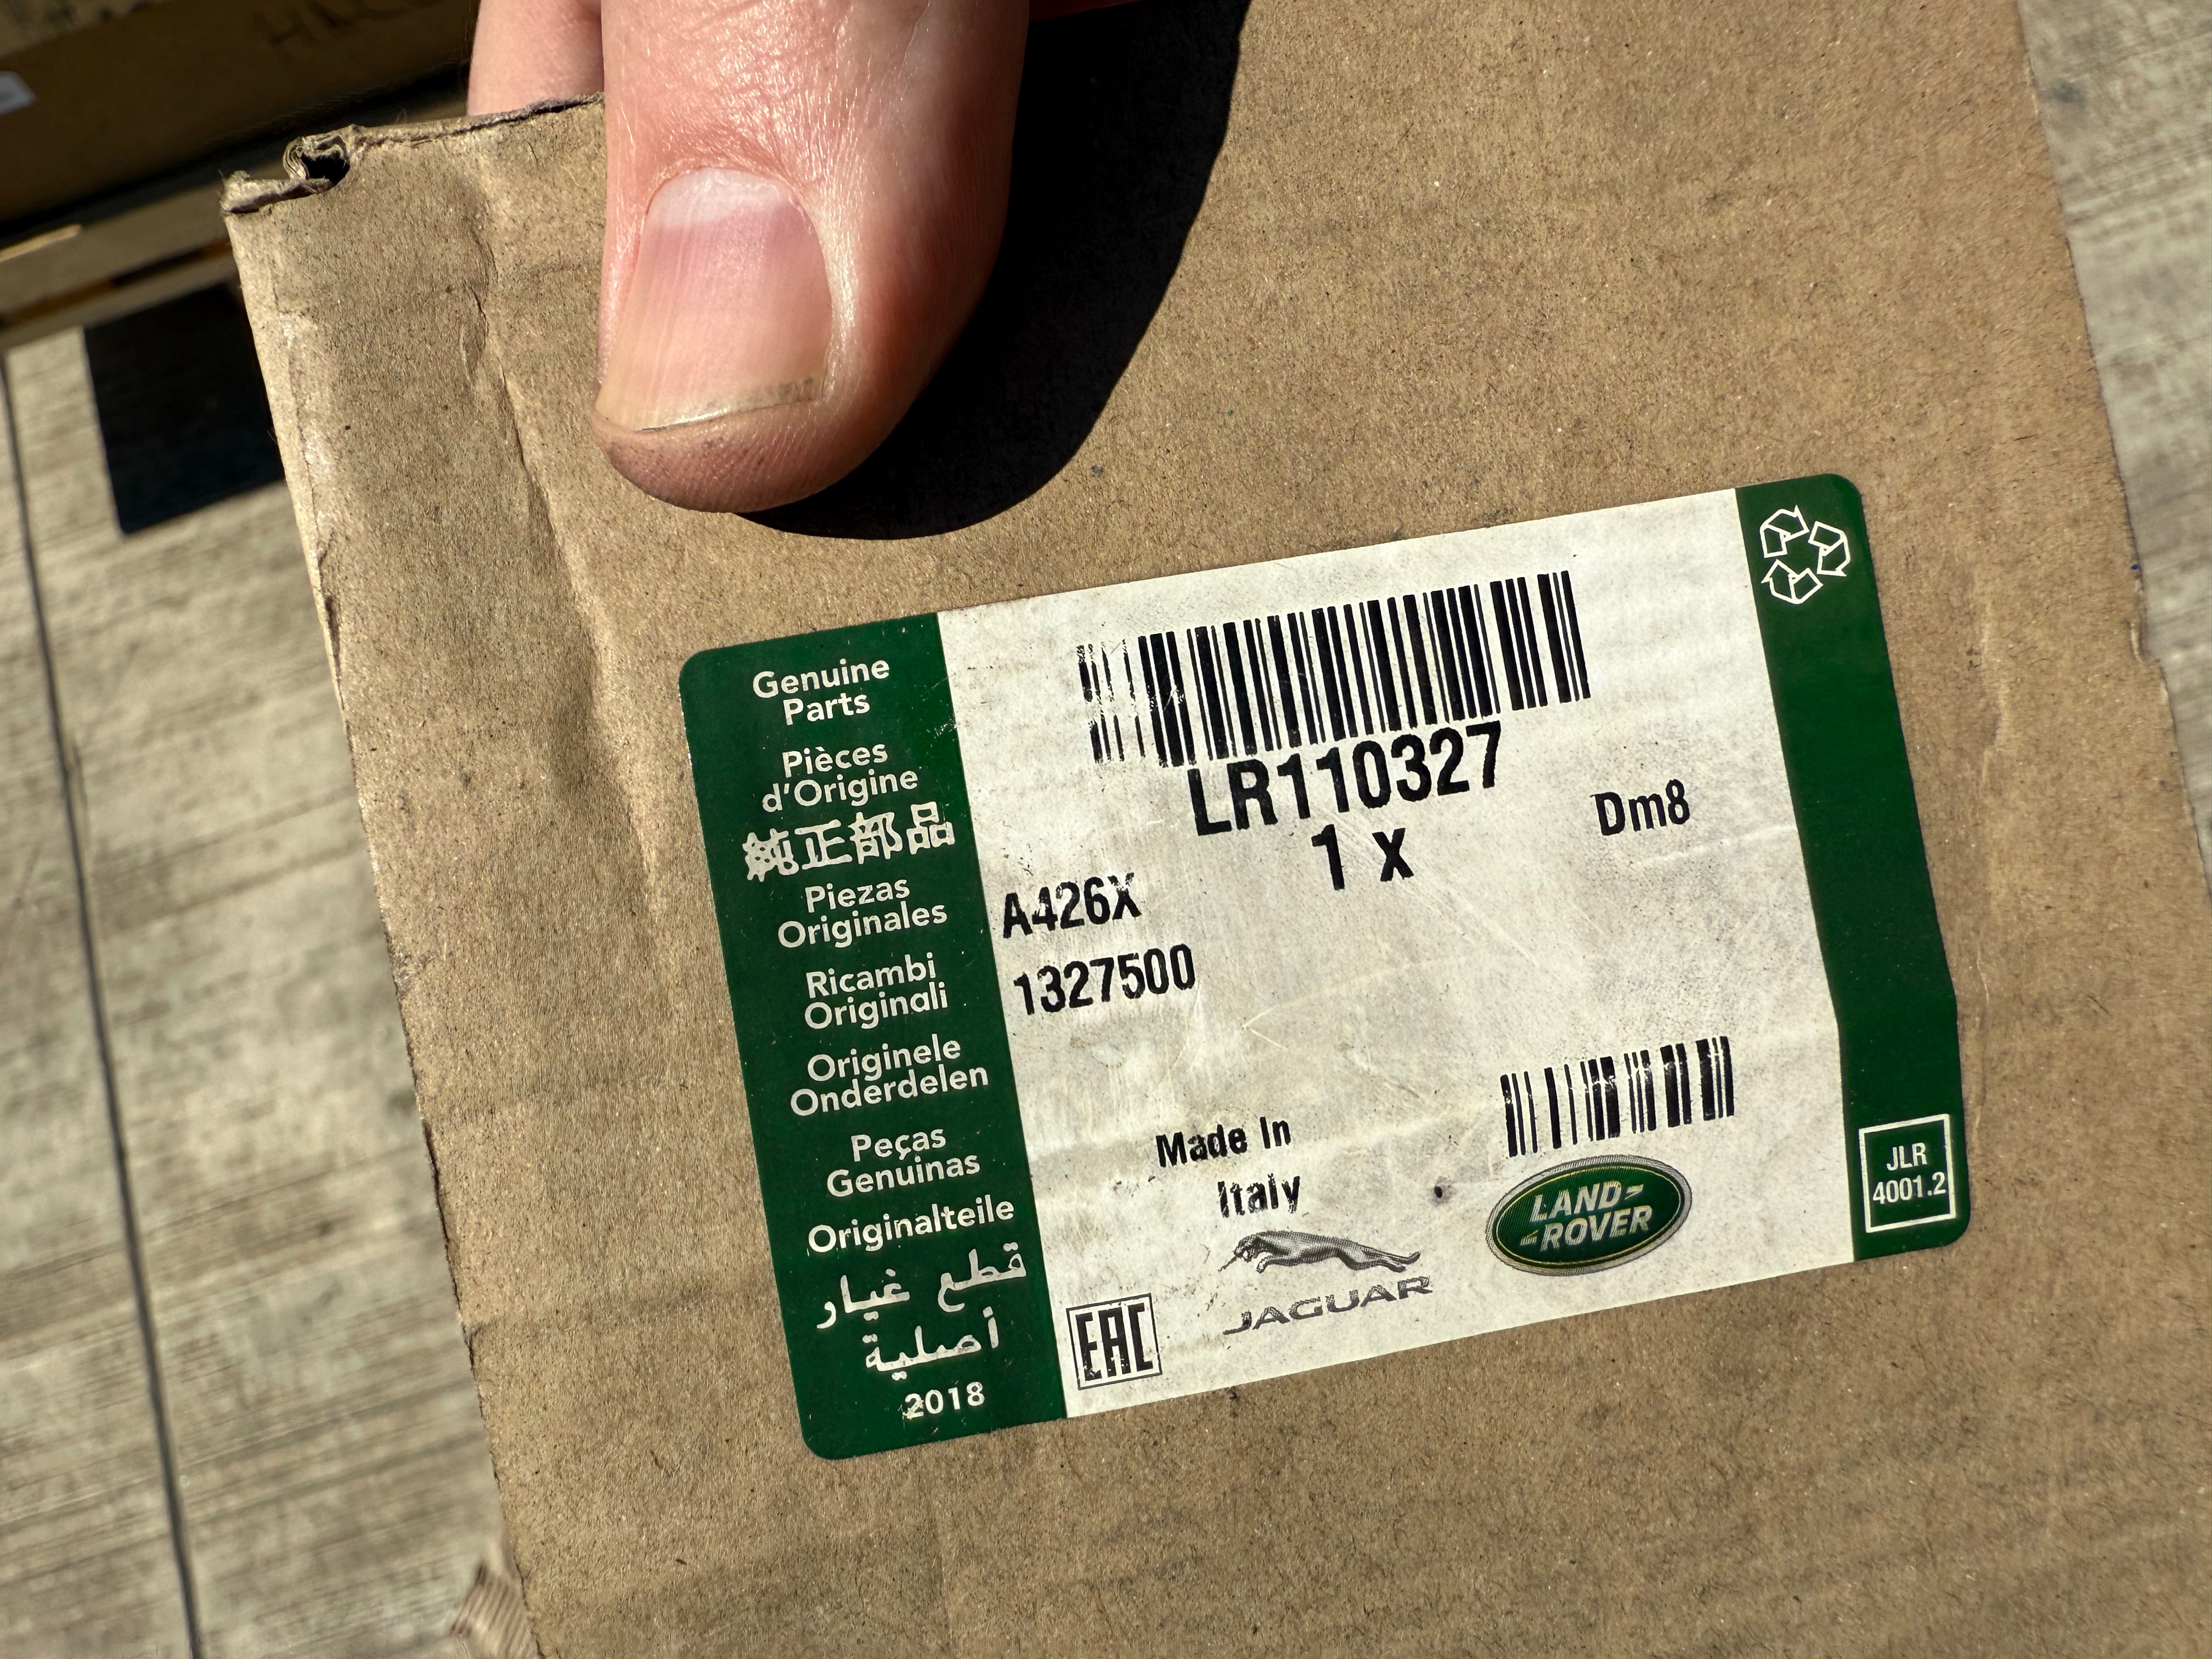 Genuine
Parts
Pièces
d'Origine
純正部品
Piezas
Originales
Ricambi
Originali
Originele
Onderdelen
Peças
Genuinas
Originalteile
قطع غيار
أصلية
2018
LR110327
1 x
Dm8
A426X
1327500
Made In
Italy
JAGUAR
LAND-
-ROVER
EAC
JLR
4001.2